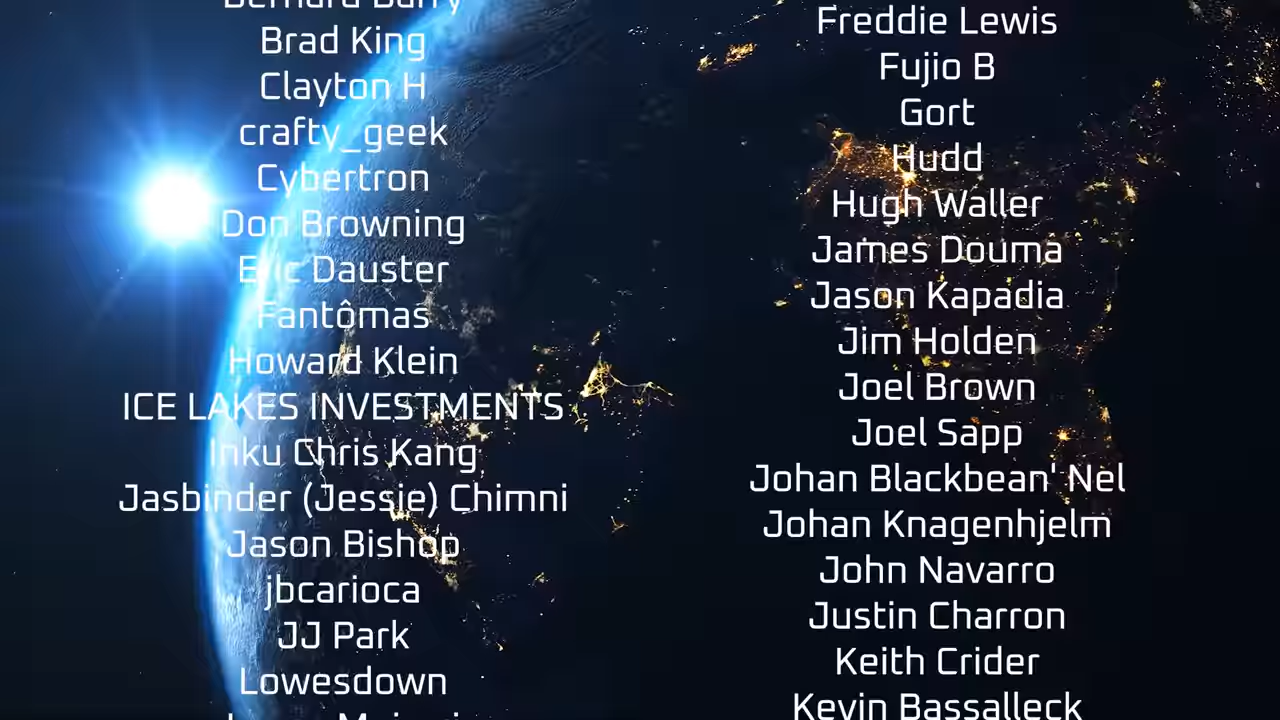 Bernard Barry
Brad King
Clayton H
crafty_geek
Cybertron
Don Browning
Eric Dauster
Fantômas
Howard Klein
ICE LAKES INVESTMENTS
Inku Chris Kang
Jasbinder (Jessie) Chimni
Jason Bishop
jbcarioca
JJ Park
Lowesdown
Freddie Lewis
Fujio B
Gort
Hudd
Hugh Waller
James Douma
Jason Kapadia
Jim Holden
Joel Brown
Joel Sapp
Johan Blackbean' Nel
Johan Knagenhjelm
John Navarro
Justin Charron
Keith Crider
Kevin Bassalleck